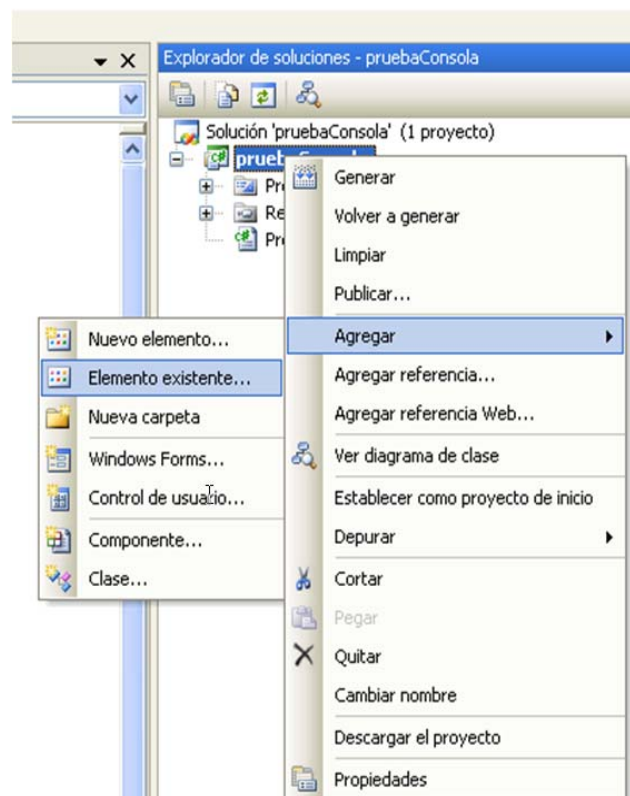 Explorador de soluciones - pruebaConsola
Solución 'pruebaConsola' (1 proyecto)
Generar
Volver a generar
Limpiar
Publicar...
Agregar
Agregar referencia...
Agregar referencia Web...
Ver diagrama de clase
Establecer como proyecto de inicio
Depurar
Cortar
Pegar
Quitar
Cambiar nombre
Descargar el proyecto
Propiedades
Nuevo elemento...
Elemento existente...
Nueva carpeta
Windows Forms...
Control de usuario...
Componente...
Clase...